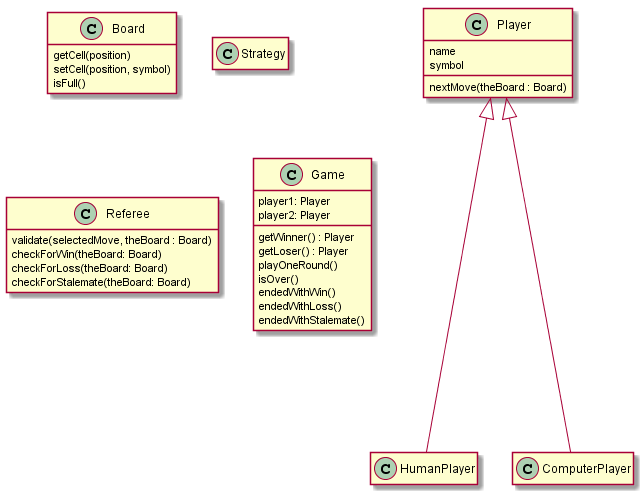 C Board
getCell(position)
setCell(position, symbol)
isFull()
C Strategy
C Player
name
symbol
nextMove(theBoard : Board)
C Referee
validate(selectedMove, theBoard : Board)
checkForWin(theBoard: Board)
checkForLoss(theBoard: Board)
checkForStalemate(theBoard: Board)
C Game
player1: Player
player2: Player
getWinner() : Player
getLoser() : Player
playOneRound()
isOver()
endedWithWin()
endedWithLoss()
endedWithStalemate()
C HumanPlayer
C ComputerPlayer